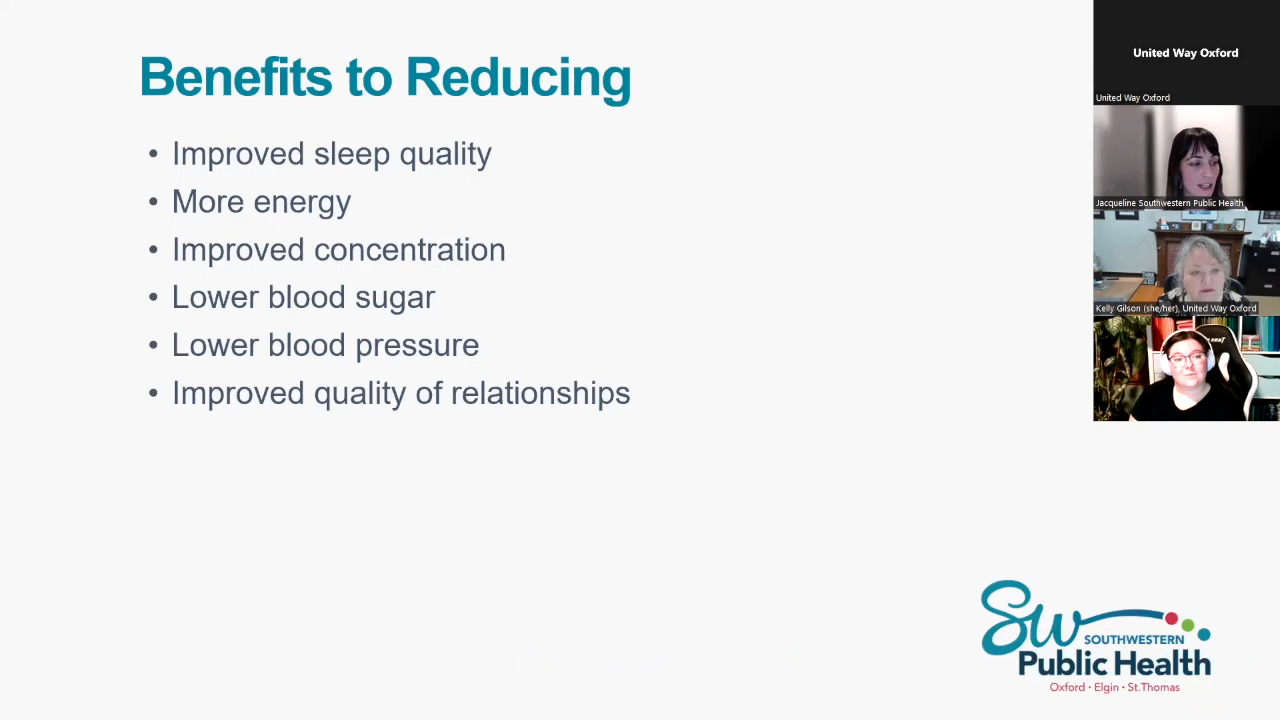 Benefits to Reducing
• Improved sleep quality
• More energy
• Improved concentration
• Lower blood sugar
• Lower blood pressure
• Improved quality of relationships
United Way Oxford
United Way Oxford
Jacqueline Southwestern Public Health
Kelly Gilson (she/her), United Way Oxford
SW
SOUTHWESTERN
Public Health
Oxford • Elgin • St.Thomas